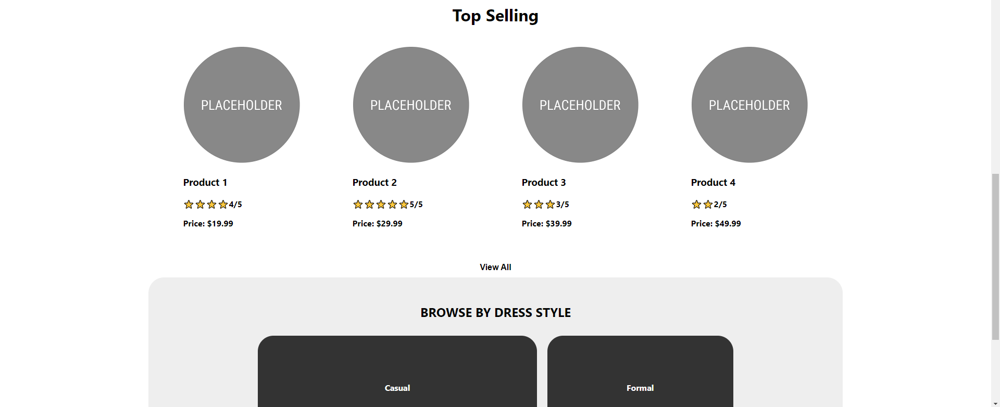 Top Selling
PLACEHOLDER PLACEHOLDER PLACEHOLDER PLACEHOLDER
Product 1 Product 2 Product 3 Product 4
4/5 5/5 3/5 2/5
Price: $19.99 Price: $29.99 Price: $39.99 Price: $49.99
View All
BROWSE BY DRESS STYLE
Casual Formal